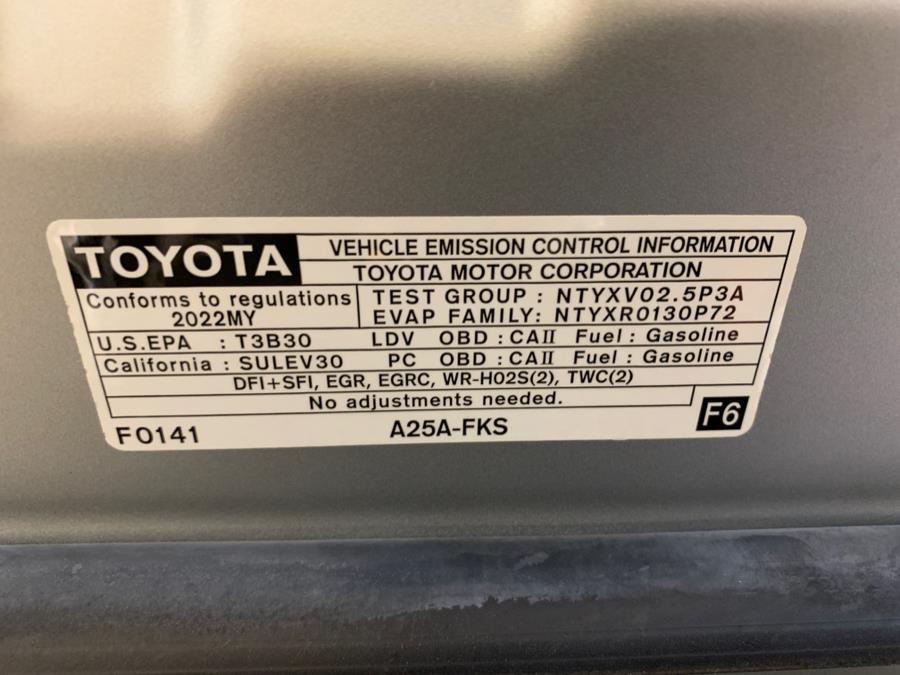 TOYOTA
VEHICLE EMISSION CONTROL INFORMATION
TOYOTA MOTOR CORPORATION
Conforms to regulations
2022MY
TEST GROUP : NTYXV02.5P3A
EVAP FAMILY: NTYXR0130P72
U.S.EPA : T3B30 LDV OBD : CAII Fuel : Gasoline
California : SULEV30 PC OBD : CAII Fuel : Gasoline
DFI+SFI, EGR, EGRC, WR-HO2S(2), TWC(2)
No adjustments needed.
F0141
A25A-FKS
F6